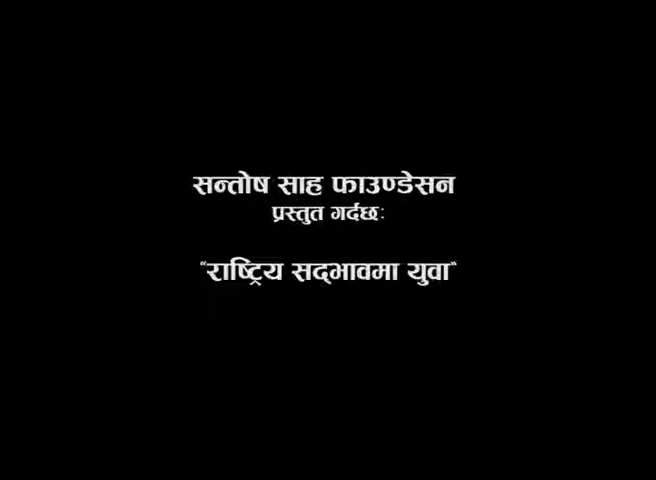 सन्तोष साह फाउण्डेसन
प्रस्तुत गर्दछः
"राष्ट्रिय सद्‌भावमा युवा"